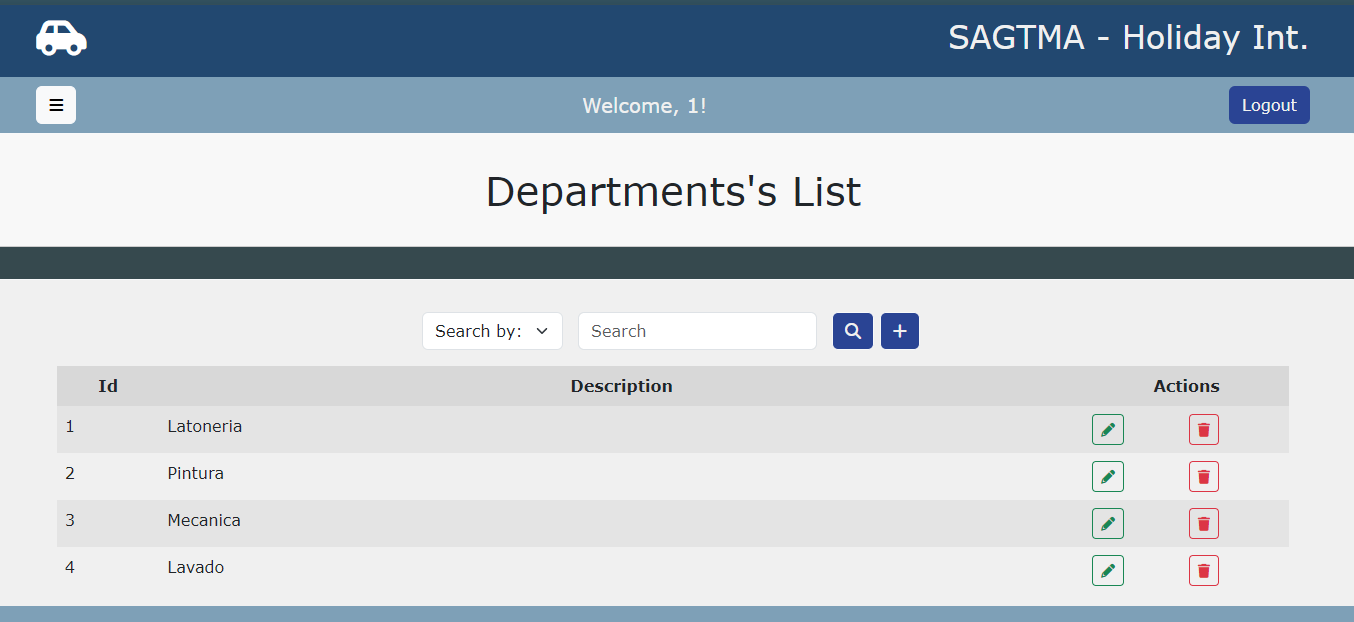 SAGTMA - Holiday Int.
Welcome, 1!
Logout
Departments's List
Search by:
Search
Id Description Actions
1 Latoneria
2 Pintura
3 Mecanica
4 Lavado